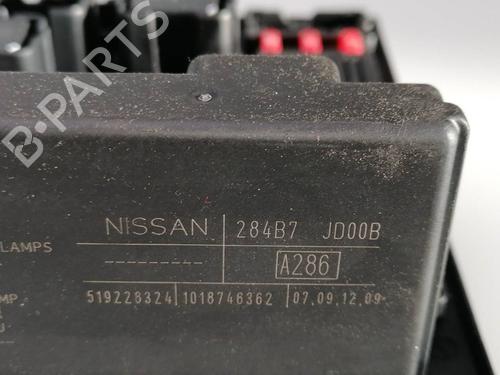 B-PARTS
NISSAN 284B7 JD00B
LAMPS
--------- A286
519228324 1018746362 07.09.12.09
MP
U